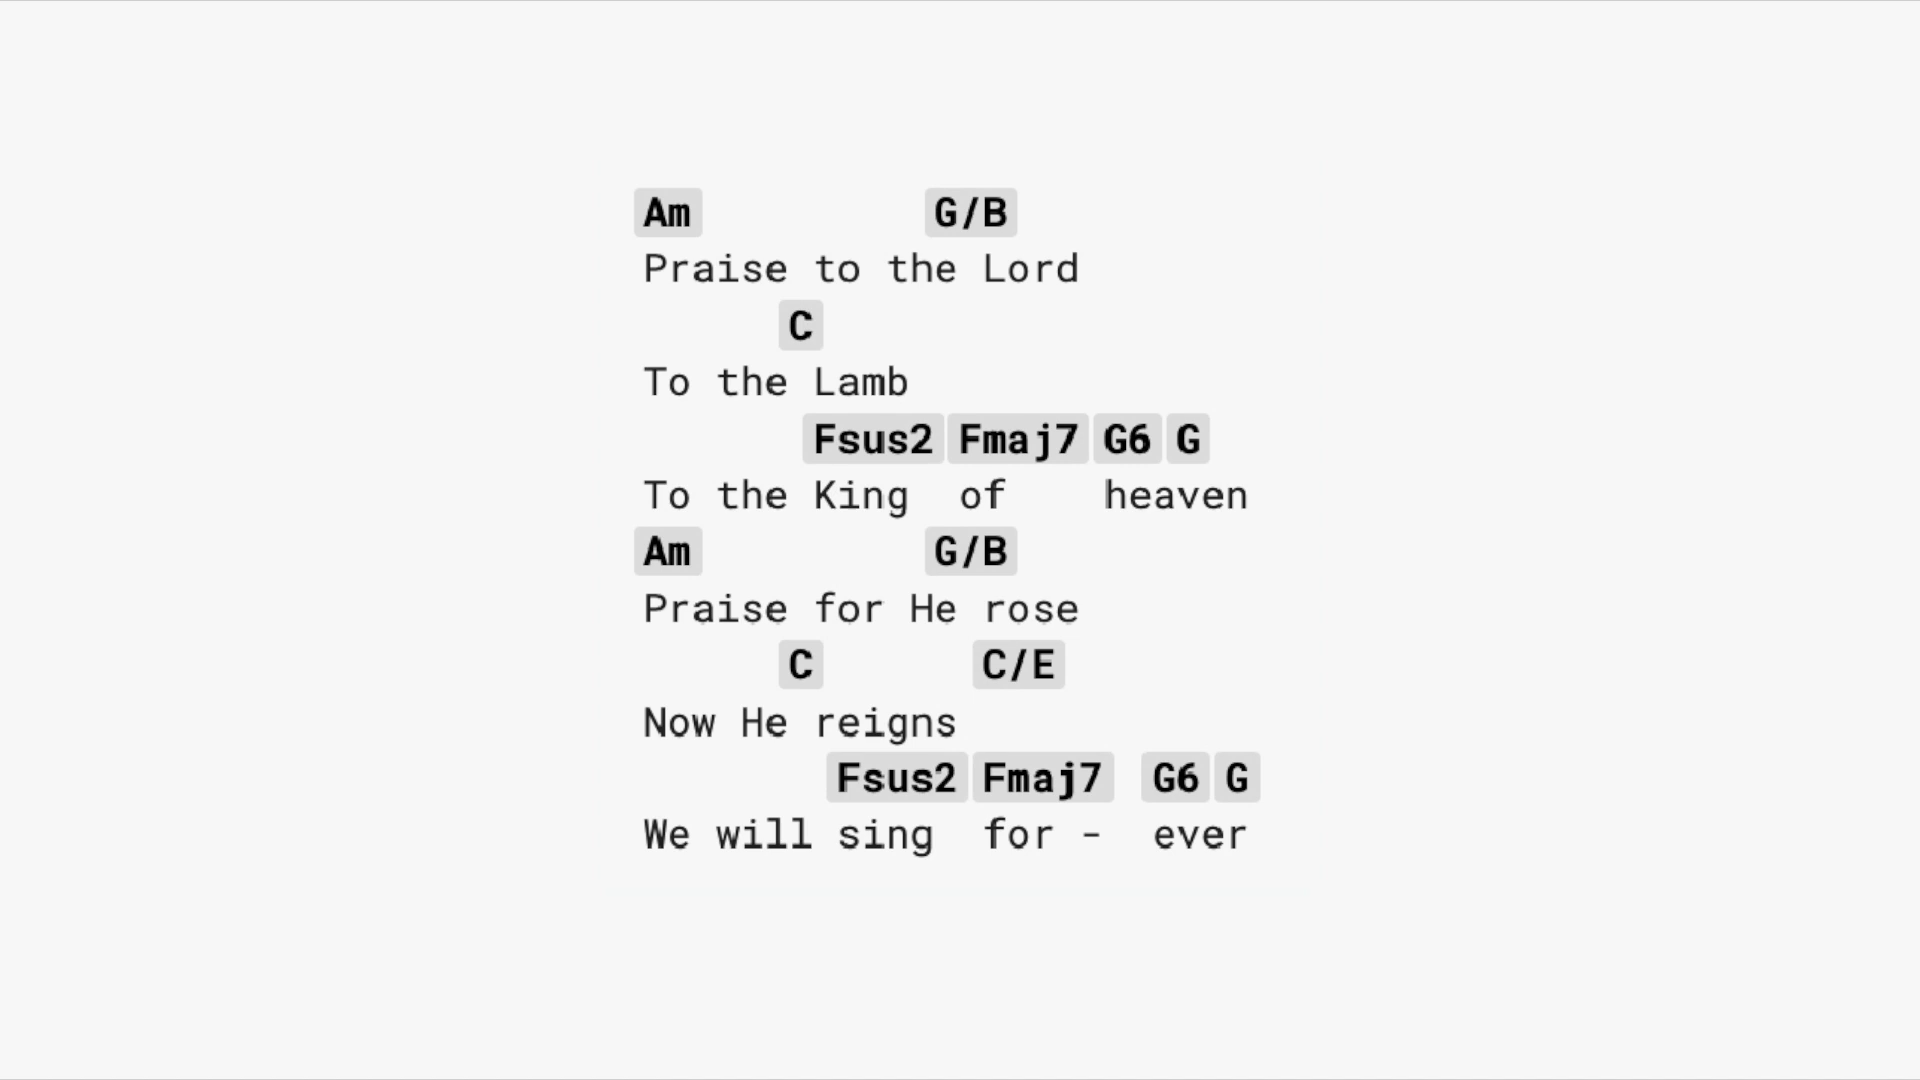 Am          G/B
Praise to the Lord
      C
To the Lamb
       Fsus2 Fmaj7 G6 G
To the King  of    heaven
Am          G/B
Praise for He rose
      C       C/E
Now He reigns
        Fsus2 Fmaj7  G6 G
We will sing  for -  ever